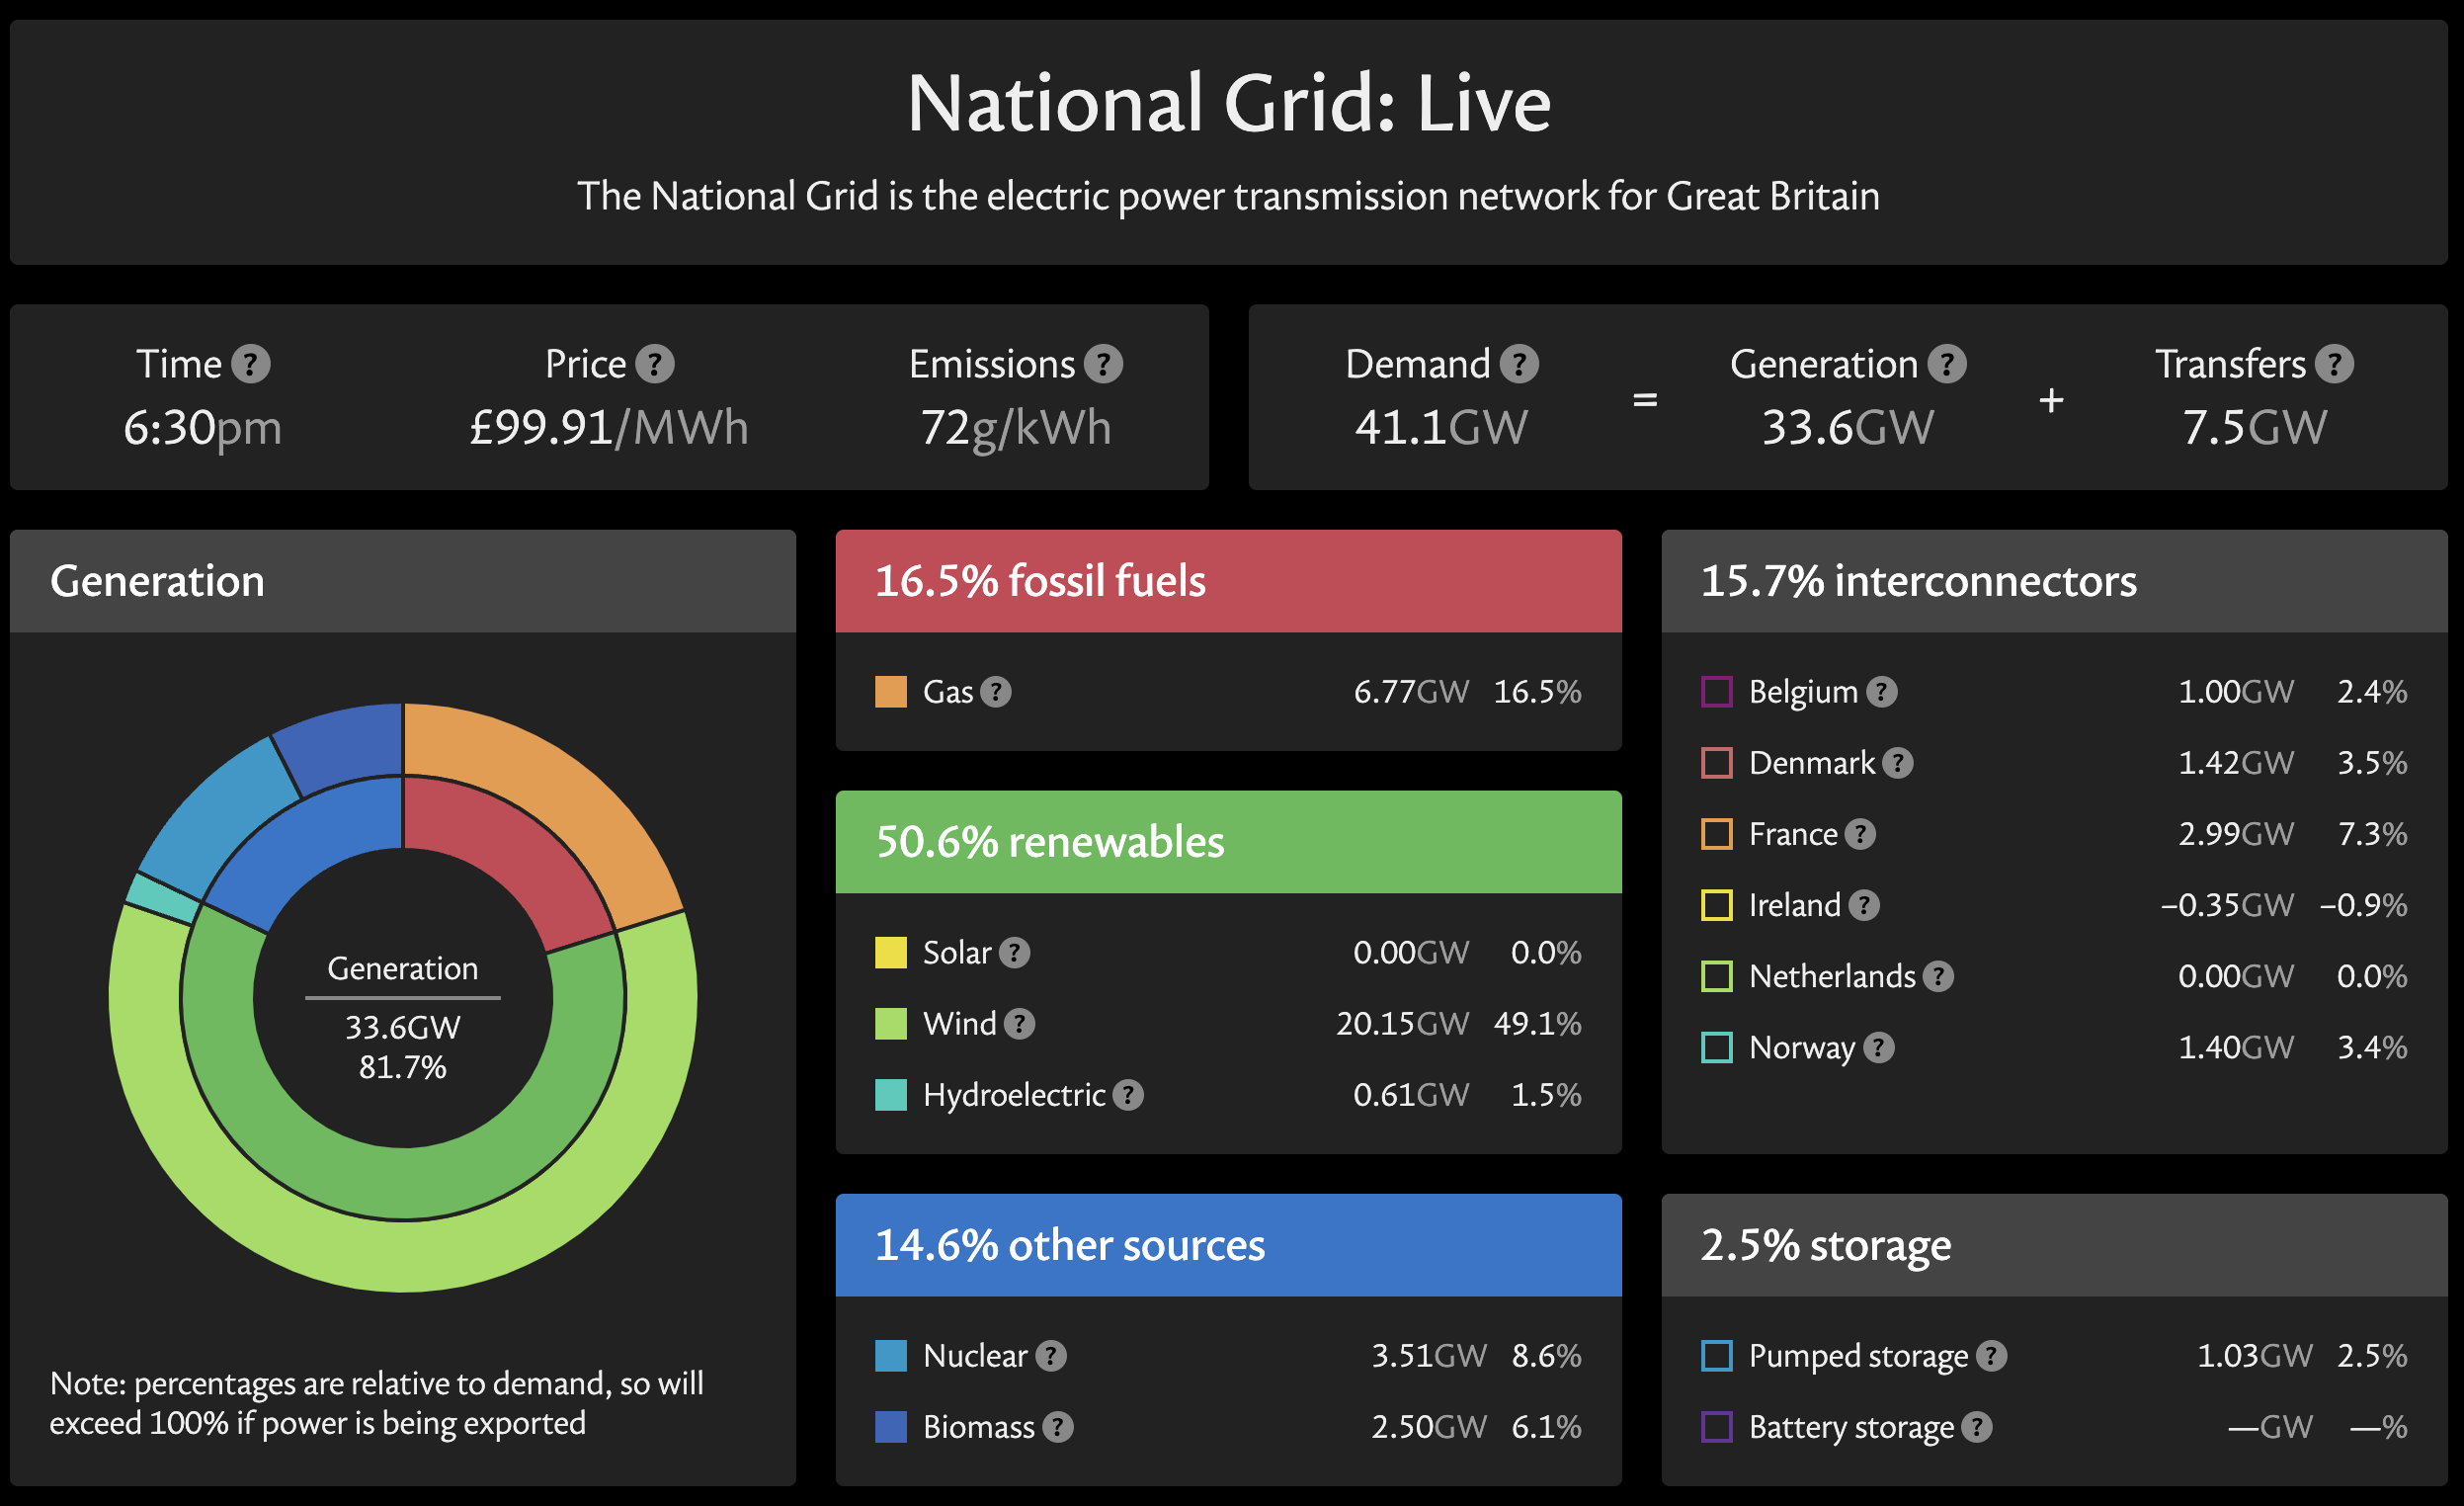 National Grid: Live
The National Grid is the electric power transmission network for Great Britain
Time ?
6:30pm
Price ?
£99.91/MWh
Emissions ?
72g/kWh
Demand ?
41.1GW
=
Generation ?
33.6GW
+
Transfers ?
7.5GW
Generation
Generation
33.6GW
81.7%
Note: percentages are relative to demand, so will
exceed 100% if power is being exported
16.5% fossil fuels
Gas ? 6.77GW 16.5%
50.6% renewables
Solar ? 0.00GW 0.0%
Wind ? 20.15GW 49.1%
Hydroelectric ? 0.61GW 1.5%
14.6% other sources
Nuclear ? 3.51GW 8.6%
Biomass ? 2.50GW 6.1%
15.7% interconnectors
Belgium ? 1.00GW 2.4%
Denmark ? 1.42GW 3.5%
France ? 2.99GW 7.3%
Ireland ? −0.35GW −0.9%
Netherlands ? 0.00GW 0.0%
Norway ? 1.40GW 3.4%
2.5% storage
Pumped storage ? 1.03GW 2.5%
Battery storage ? —GW —%